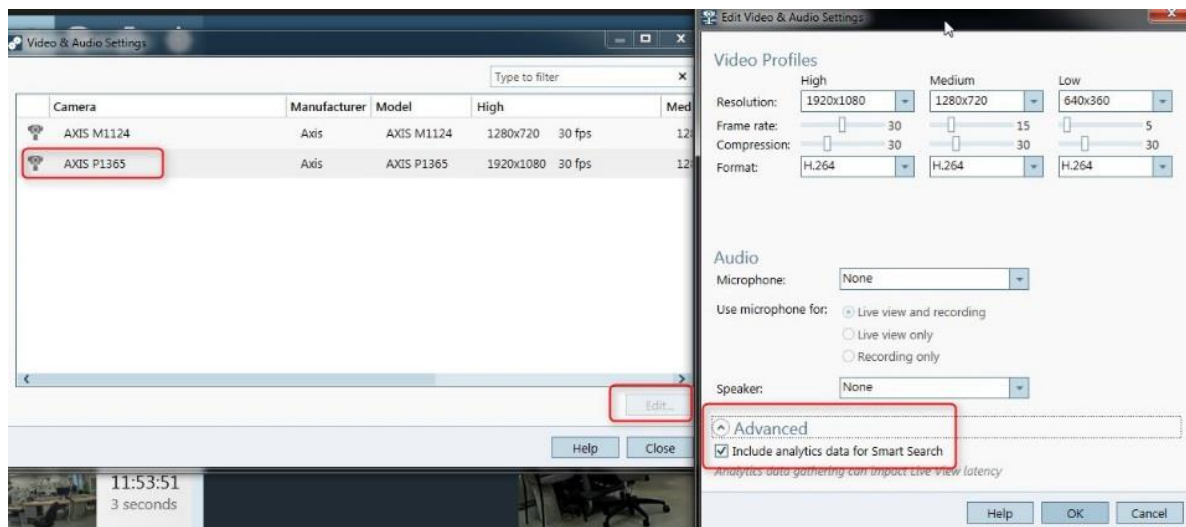 Video & Audio Settings
Type to filter
Camera Manufacturer Model High Med
AXIS M1124 Axis AXIS M1124 1280x720 30 fps 12
AXIS P1365 Axis AXIS P1365 1920x1080 30 fps 12
Edit...
Help Close
11:53:51
3 seconds
Edit Video & Audio Settings
Video Profiles
High Medium Low
Resolution: 1920x1080 1280x720 640x360
Frame rate: 30 15 5
Compression: 30 30 30
Format: H.264 H.264 H.264
Audio
Microphone: None
Use microphone for: Live view and recording
Live view only
Recording only
Speaker: None
Advanced
Include analytics data for Smart Search
Analytics data gathering can impact Live View latency
Help OK Cancel